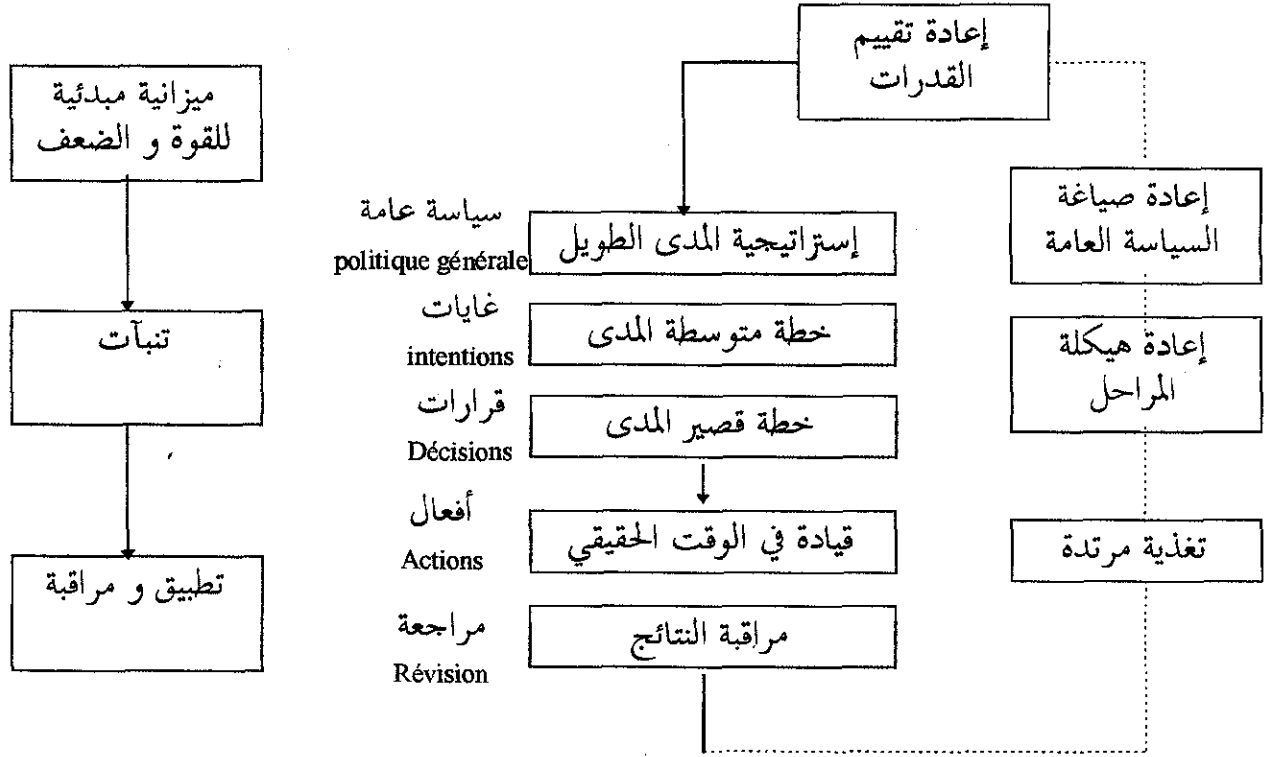 إعادة تقييم
القدرات
ميزانية مبدئية
للقوة و الضعف
إعادة صياغة
السياسة العامة
سياسة عامة
politique générale
إستراتيجية المدى الطويل
غايات
intentions
خطة متوسطة المدى
تنبآت
إعادة هيكلة
المراحل
قرارات
Décisions
خطة قصير المدى
أفعال
Actions
قيادة في الوقت الحقيقي
تغذية مرتدة
تطبيق و مراقبة
مراجعة
Révision
مراقبة النتائج